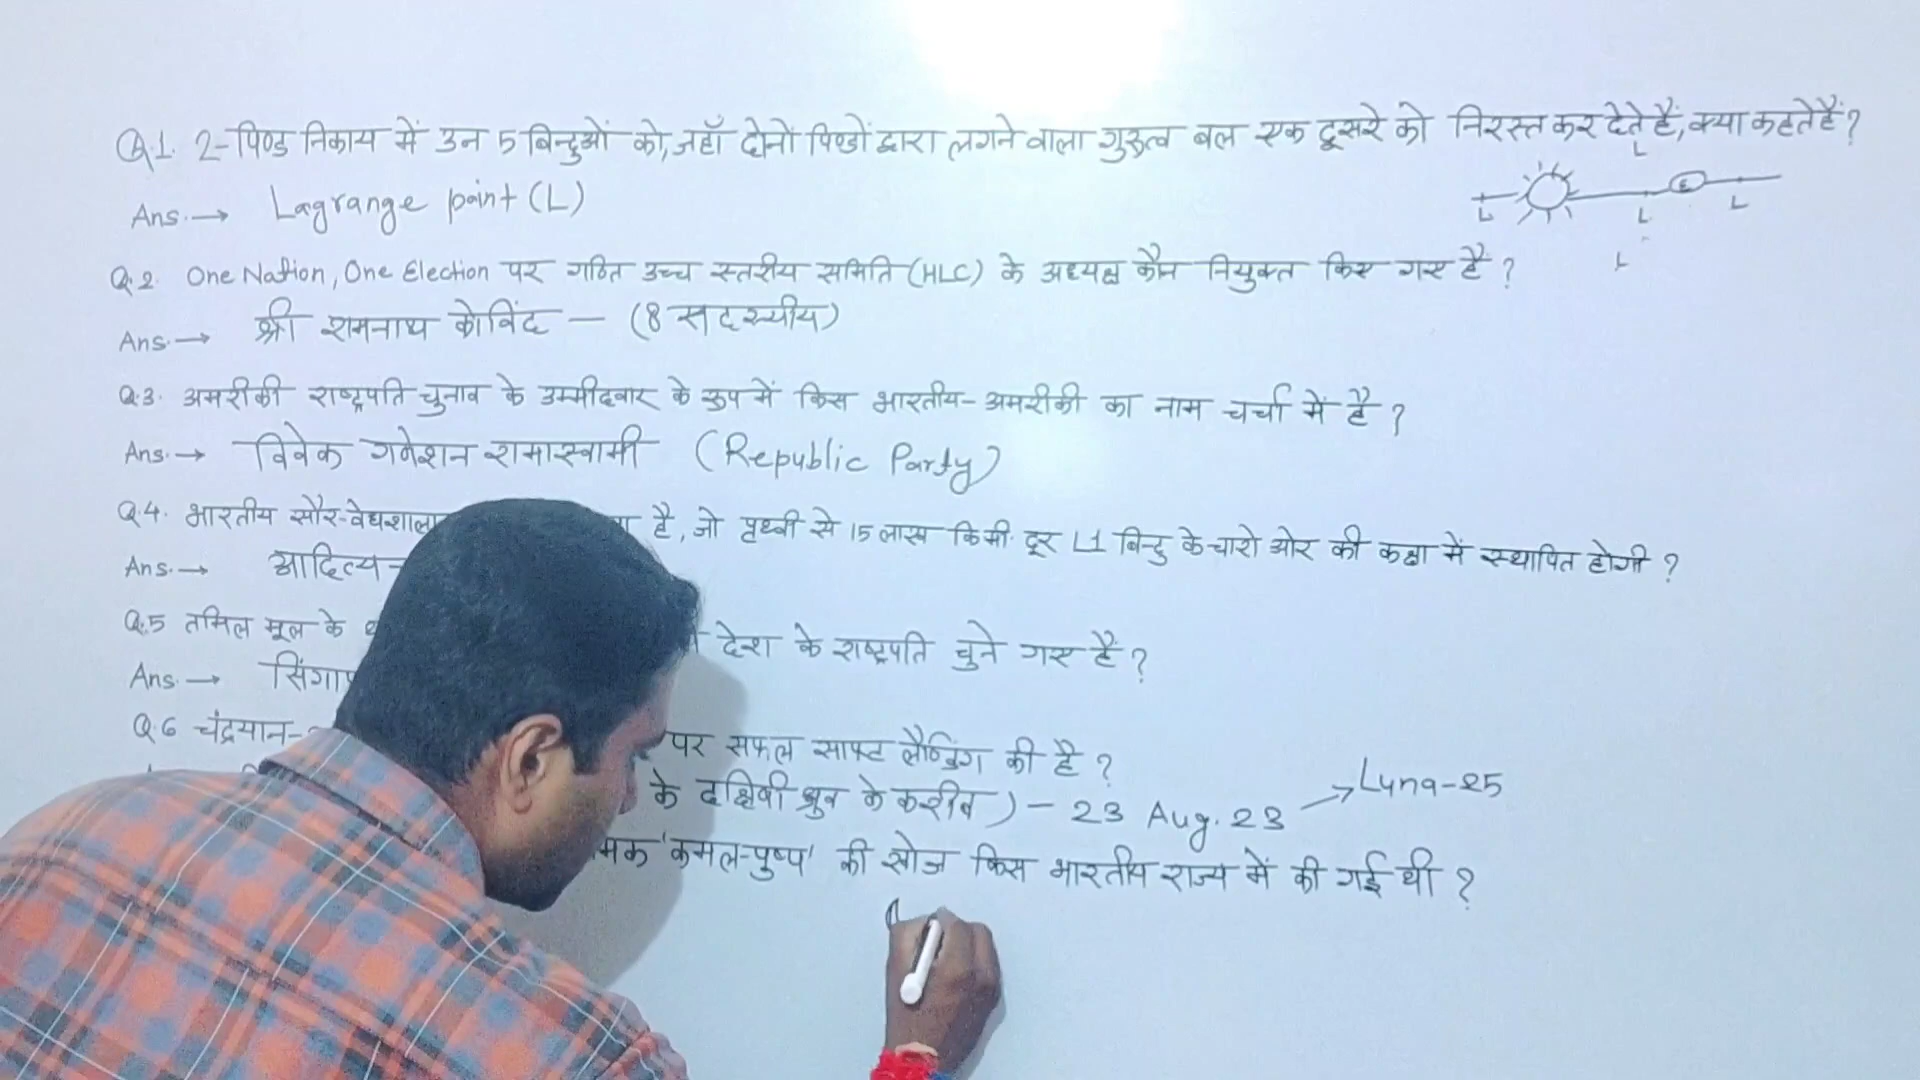 Q.1. 2-पिण्ड निकाय में उन 5 बिन्दुओं को, जहाँ दोनों पिण्डों द्वारा लगने वाला गुरुत्व बल एक दूसरे को निरस्त कर देते हैं, क्या कहते हैं?
Ans. → Lagrange point (L)
L L E L L L
Q.2. One Nation, One Election पर गठित उच्च स्तरीय समिति (HLC) के अध्यक्ष कौन नियुक्त किए गए हैं?
Ans. → श्री रामनाथ कोविंद — (8 सदस्यीय)
Q.3. अमरीकी राष्ट्रपति चुनाव के उम्मीदवार के रूप में किस भारतीय-अमरीकी का नाम चर्चा में है?
Ans. → विवेक गणेशन रामास्वामी (Republic Party)
Q.4. भारतीय सौर-वेधशाला है, जो पृथ्वी से 15 लाख किमी. दूर L1 बिन्दु के चारो ओर की कक्षा में स्थापित होगी?
Ans. → आदित्य-
Q.5 तमिल मूल के देश के राष्ट्रपति चुने गए हैं?
Ans. → सिंगा
Q.6 चंद्रयान- पर सफल साफ्ट लैण्डिंग की है?
के दक्षिणी ध्रुव के करीब) - 23 Aug. 23 → Luna-25
मक 'कमल-पुष्प' की खोज किस भारतीय राज्य में की गई थी?